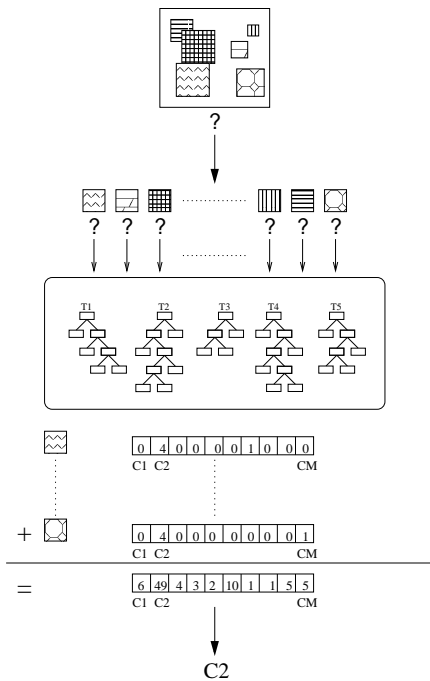 ?
? ? ? ? ? ?
T1 T2 T3 T4 T5
0 4 0 0 0 0 1 0 0 0
C1 C2 CM
+ 0 4 0 0 0 0 0 0 0 1
C1 C2 CM
= 6 49 4 3 2 10 1 1 5 5
C1 C2 CM
C2